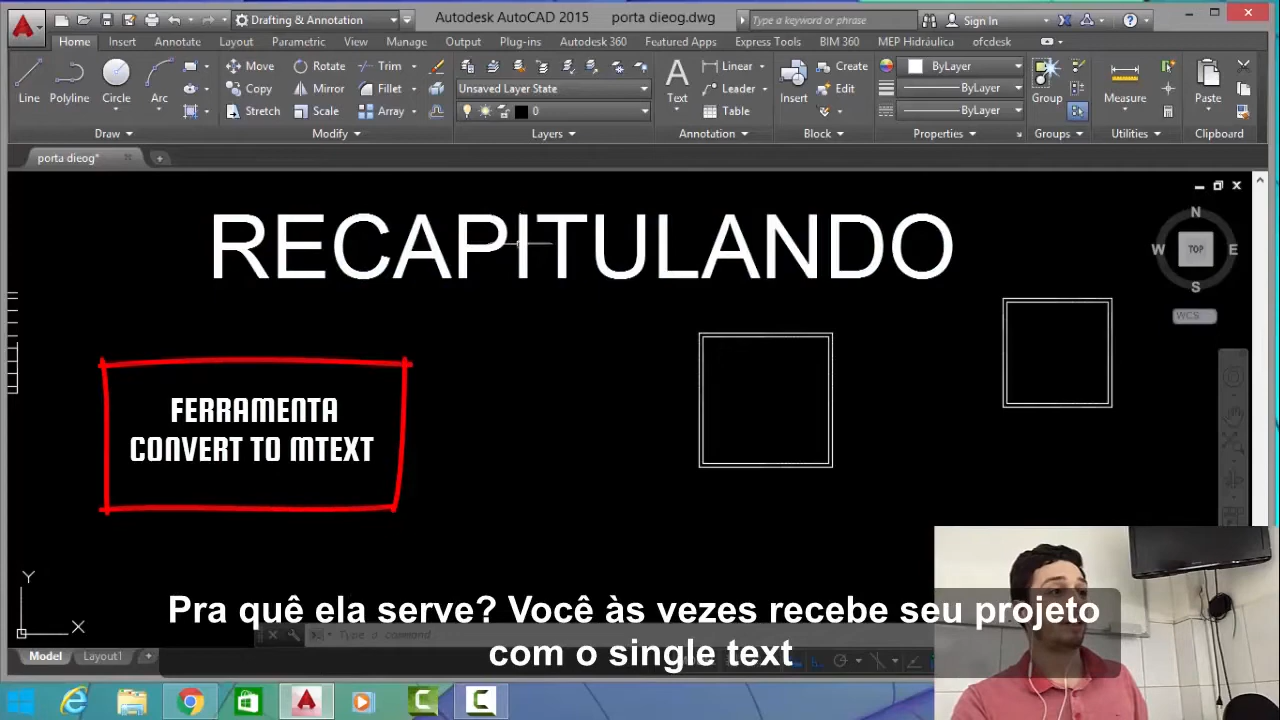 Drafting & Annotation
Autodesk AutoCAD 2015 porta dieog.dwg
Type a keyword or phrase
Sign In
Home Insert Annotate Layout Parametric View Manage Output Plug-ins Autodesk 360 Featured Apps Express Tools BIM 360 MEP Hidráulica ofcdesk
Line Polyline Circle Arc
Move Rotate Trim
Copy Mirror Fillet
Stretch Scale Array
Unsaved Layer State
0
Text
Linear
Leader
Table
Insert
Create
Edit
ByLayer
ByLayer
ByLayer
Group
Measure
Paste
Draw Modify Layers Annotation Block Properties Groups Utilities Clipboard
porta dieog*
RECAPITULANDO
N
W TOP E
S
WCS
FERRAMENTA
CONVERT TO MTEXT
Y
X
Pra quê ela serve? Você às vezes recebe seu projeto
com o single text
Type a command
Model Layout1